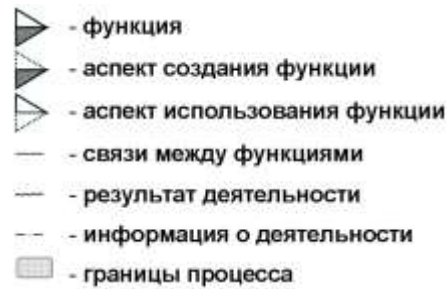 - функция
- аспект создания функции
- аспект использования функции
- связи между функциями
- результат деятельности
- информация о деятельности
- границы процесса